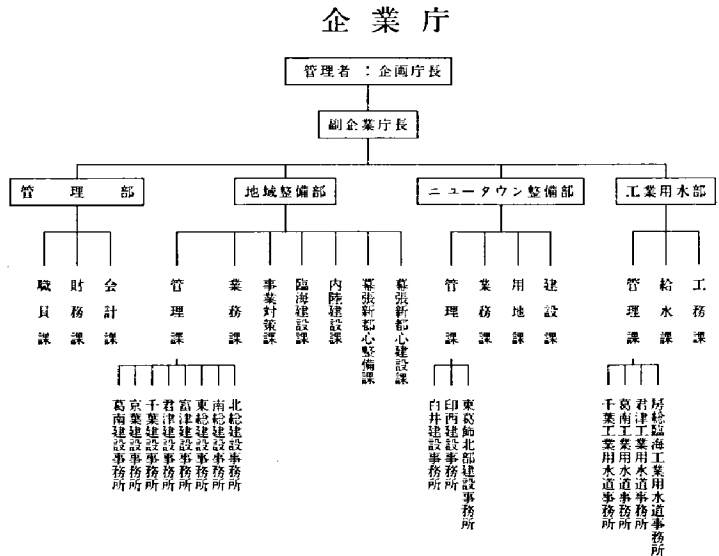 企業庁
管理者：企画庁長
副企業庁長
管理部
地域整備部
ニュータウン整備部
工業用水部
職員課
財務課
会計課
管理課
業務課
事業対策課
臨海建設課
内陸建設課
幕張新都心整備課
幕張新都心建設課
管理課
業務課
用地課
建設課
管理課
給水課
工務課
葛南建設事務所
京葉建設事務所
千葉建設事務所
君津建設事務所
富津建設事務所
東総建設事務所
南総建設事務所
北総建設事務所
白井建設事務所
印西建設事務所
東葛飾北部建設事務所
千葉工業用水道事務所
葛南工業用水道事務所
君津工業用水道事務所
房総臨海工業用水道事務所